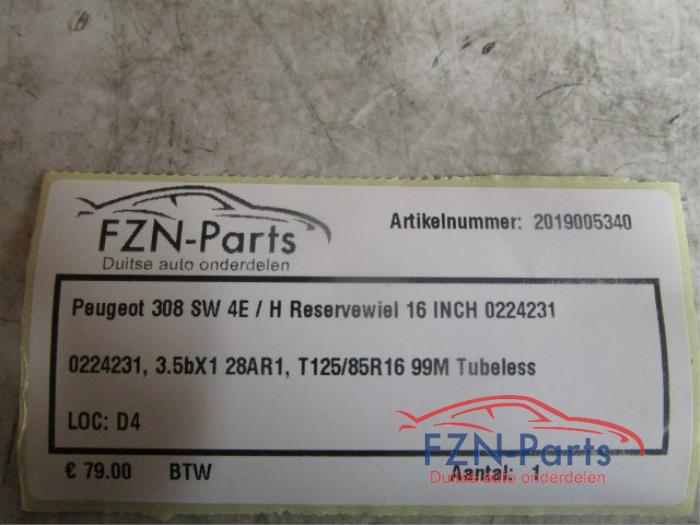 FZN-Parts
Duitse auto onderdelen
Artikelnummer: 2019005340
Peugeot 308 SW 4E / H Reservewiel 16 INCH 0224231
0224231, 3.5bX1 28AR1, T125/85R16 99M Tubeless
LOC: D4
€ 79.00 BTW Aantal: 1
FZN-Parts
Duitse auto onderdelen